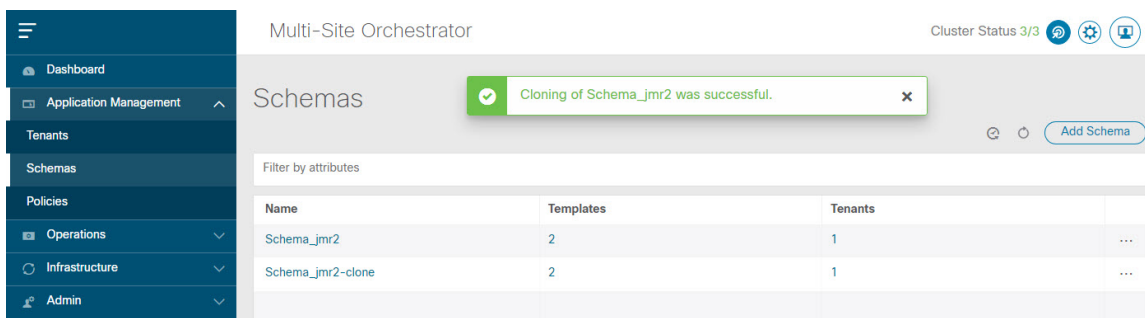 Multi-Site Orchestrator
Cluster Status 3/3
Dashboard
Application Management
Tenants
Schemas
Policies
Operations
Infrastructure
Admin
Schemas
Cloning of Schema_jmr2 was successful.
Add Schema
Filter by attributes
Name Templates Tenants
Schema_jmr2 2 1 ...
Schema_jmr2-clone 2 1 ...